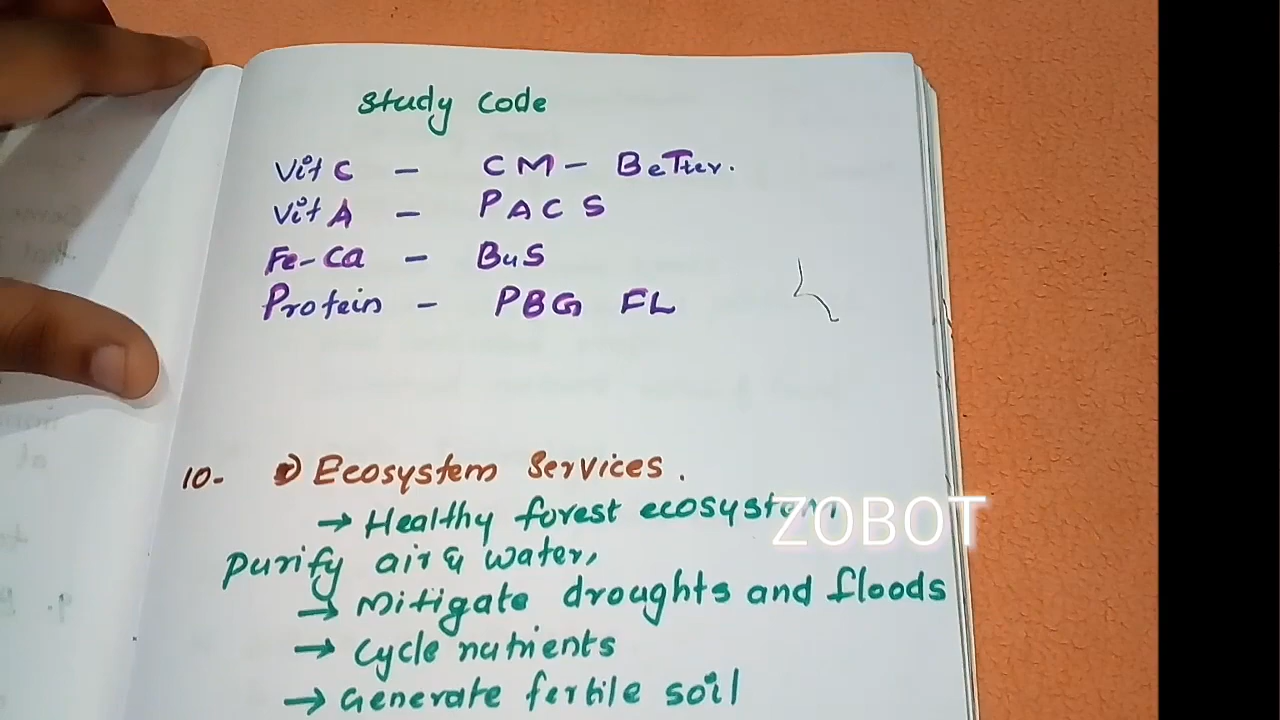 Study Code
Vit C - CM - BeTter.
Vit A - PACS
Fe-Ca - BuS
Protein - PBG FL
10- Ecosystem Services.
→ Healthy forest ecosystem
purify air & water,
→ Mitigate droughts and floods
→ Cycle nutrients
→ Generate fertile soil
ZOBOT